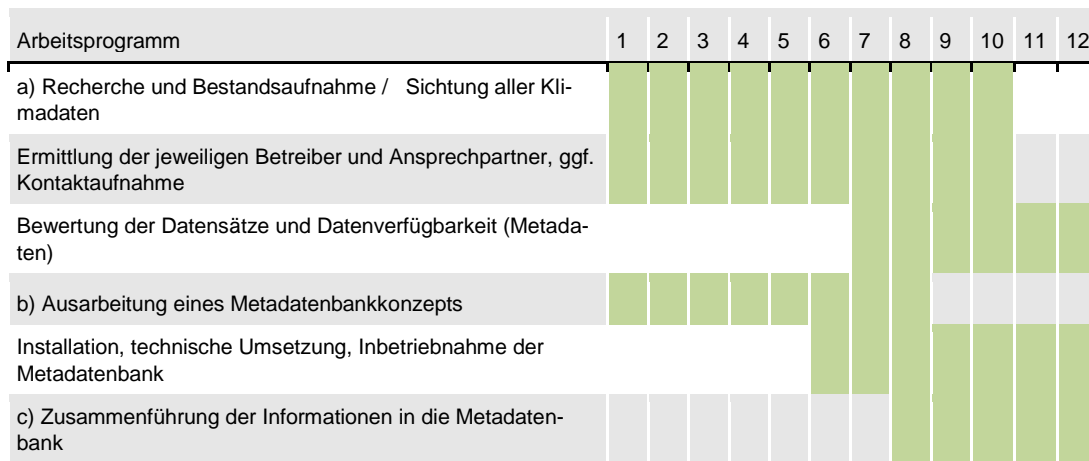 Arbeitsprogramm 1 2 3 4 5 6 7 8 9 10 11 12
a) Recherche und Bestandsaufnahme / Sichtung aller Kli-
madaten
Ermittlung der jeweiligen Betreiber und Ansprechpartner, ggf.
Kontaktaufnahme
Bewertung der Datensätze und Datenverfügbarkeit (Metada-
ten)
b) Ausarbeitung eines Metadatenbankkonzepts
Installation, technische Umsetzung, Inbetriebnahme der
Metadatenbank
c) Zusammenführung der Informationen in die Metadaten-
bank